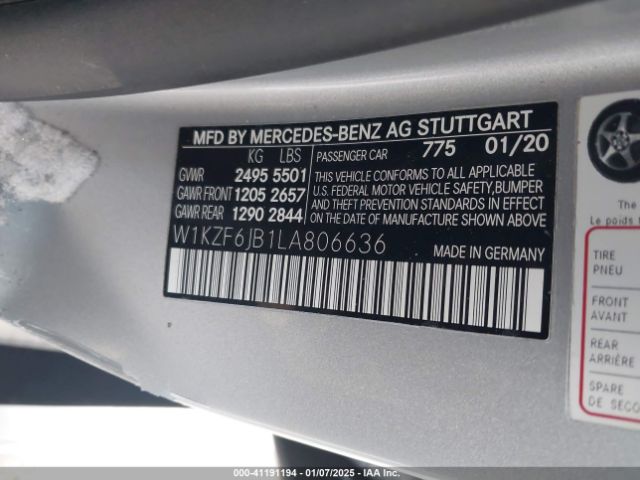 MFD BY MERCEDES-BENZ AG STUTTGART
KG LBS PASSENGER CAR 775 01/20
GVWR 2495 5501
GAWR FRONT 1205 2657
GAWR REAR 1290 2844
THIS VEHICLE CONFORMS TO ALL APPLICABLE
U.S. FEDERAL MOTOR VEHICLE SAFETY,BUMPER
AND THEFT PREVENTION STANDARDS IN EFFECT
ON THE DATE OF MANUFACTURE SHOWN ABOVE
W1KZF6JB1LA806636
MADE IN GERMANY
The
Le poids
TIRE
PNEU
FRONT
AVANT
REAR
ARRIÈRE
SPARE
DE SECO
000-41191194 - 01/07/2025 - IAA Inc.